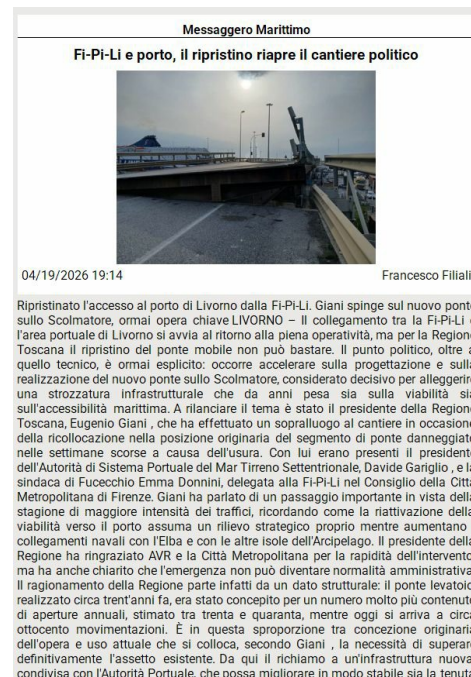 Messaggero Marittimo
Fi-Pi-Li e porto, il ripristino riapre il cantiere politico
04/19/2026 19:14 Francesco Filiali
Ripristinato l'accesso al porto di Livorno dalla Fi-Pi-Li. Giani spinge sul nuovo ponte
sullo Scolmatore, ormai opera chiave LIVORNO – Il collegamento tra la Fi-Pi-Li e
l'area portuale di Livorno si avvia al ritorno alla piena operatività, ma per la Regione
Toscana il ripristino del ponte mobile non può bastare. Il punto politico, oltre a
quello tecnico, è ormai esplicito: occorre accelerare sulla progettazione e sulla
realizzazione del nuovo ponte sullo Scolmatore, considerato decisivo per alleggerire
una strozzatura infrastrutturale che da anni pesa sia sulla viabilità sia
sull'accessibilità marittima. A rilanciare il tema è stato il presidente della Regione
Toscana, Eugenio Giani , che ha effettuato un sopralluogo al cantiere in occasione
della ricollocazione nella posizione originaria del segmento di ponte danneggiato
nelle settimane scorse a causa dell'usura. Con lui erano presenti il presidente
dell'Autorità di Sistema Portuale del Mar Tirreno Settentrionale, Davide Gariglio , e la
sindaca di Fucecchio Emma Donnini, delegata alla Fi-Pi-Li nel Consiglio della Città
Metropolitana di Firenze. Giani ha parlato di un passaggio importante in vista della
stagione di maggiore intensità dei traffici, ricordando come la riattivazione della
viabilità verso il porto assuma un rilievo strategico proprio mentre aumentano i
collegamenti navali con l'Elba e con le altre isole dell'Arcipelago. Il presidente della
Regione ha ringraziato AVR e la Città Metropolitana per la rapidità dell'intervento,
ma ha anche chiarito che l'emergenza non può diventare normalità amministrativa.
Il ragionamento della Regione parte infatti da un dato strutturale: il ponte levatoio,
realizzato circa trent'anni fa, era stato concepito per un numero molto più contenuto
di aperture annuali, stimato tra trenta e quaranta, mentre oggi si arriva a circa
ottocento movimentazioni. È in questa sproporzione tra concezione originaria
dell'opera e uso attuale che si colloca, secondo Giani , la necessità di superare
definitivamente l'assetto esistente. Da qui il richiamo a un'infrastruttura nuova,
condivisa con l'Autorità Portuale, che possa migliorare in modo stabile sia la tenuta